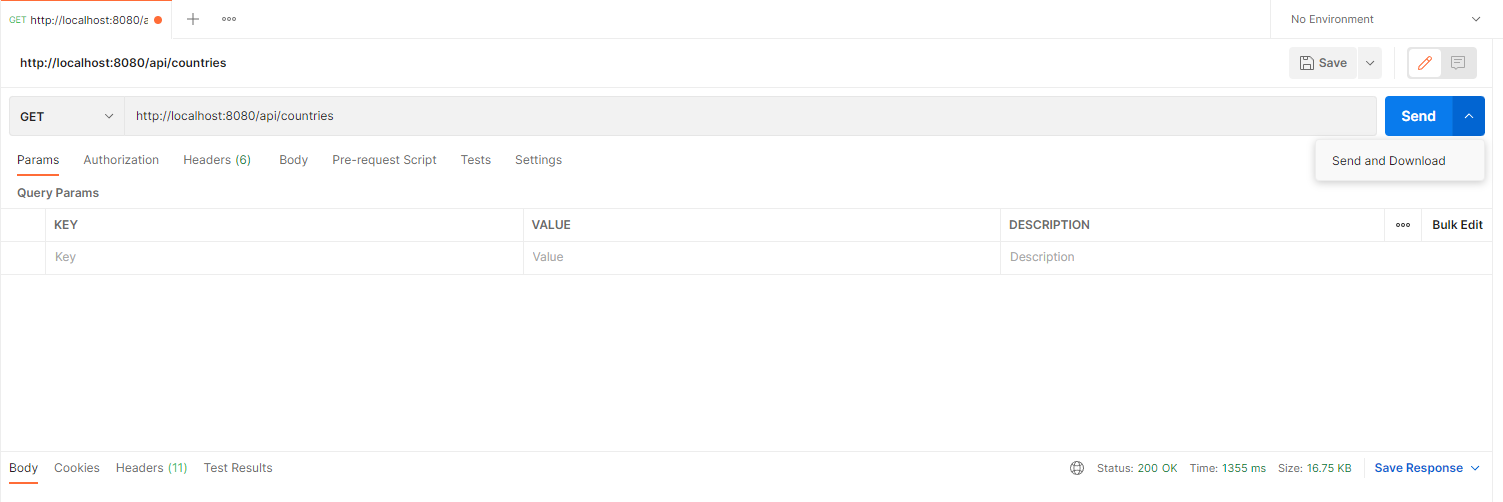 GET http://localhost:8080/a
No Environment
http://localhost:8080/api/countries
Save
GET http://localhost:8080/api/countries Send
Params Authorization Headers (6) Body Pre-request Script Tests Settings
Send and Download
Query Params
KEY VALUE DESCRIPTION Bulk Edit
Key Value Description
Body Cookies Headers (11) Test Results Status: 200 OK Time: 1355 ms Size: 16.75 KB Save Response